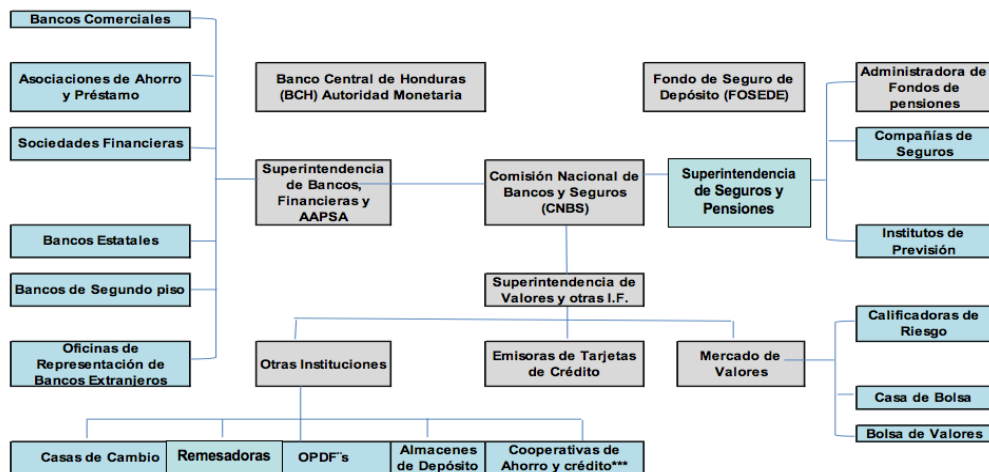 Bancos Comerciales
Asociaciones de Ahorro
y Préstamo
Sociedades Financieras
Bancos Estatales
Bancos de Segundo piso
Oficinas de
Representación de
Bancos Extranjeros
Banco Central de Honduras
(BCH) Autoridad Monetaria
Fondo de Seguro de
Depósito (FOSEDE)
Superintendencia
de Bancos,
Financieras y
AAPSA
Comisión Nacional de
Bancos y Seguros
(CNBS)
Superintendencia
de Seguros y
Pensiones
Administradora de
Fondos de
pensiones
Compañías de
Seguros
Institutos de
Previsión
Superintendencia de
Valores y otras I.F.
Otras Instituciones
Emisoras de Tarjetas
de Crédito
Mercado de
Valores
Calificadoras de
Riesgo
Casa de Bolsa
Bolsa de Valores
Casas de Cambio
Remesadoras
OPDF¨s
Almacenes
de Depósito
Cooperativas de
Ahorro y crédito***